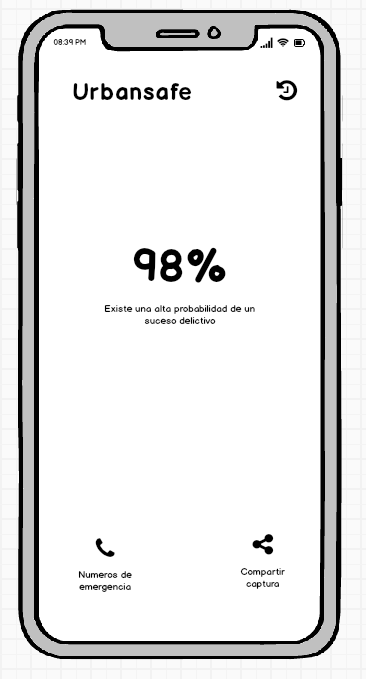 08:39 PM
Urbansafe
98%
Existe una alta probabilidad de un
suceso delictivo
Numeros de
emergencia
Compartir
captura